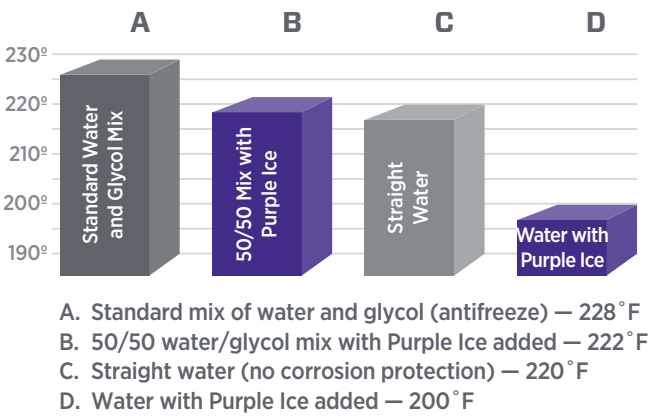 A B C D
230º
220º
210º
200º
190º
Standard Water
and Glycol Mix
50/50 Mix with
Purple Ice
Straight
Water
Water with
Purple Ice
A. Standard mix of water and glycol (antifreeze) — 228°F
B. 50/50 water/glycol mix with Purple Ice added — 222°F
C. Straight water (no corrosion protection) — 220°F
D. Water with Purple Ice added — 200°F